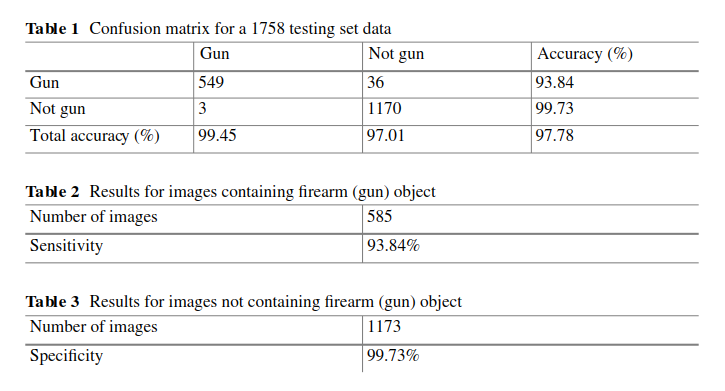 Table 1 Confusion matrix for a 1758 testing set data
Gun Not gun Accuracy (%)
Gun 549 36 93.84
Not gun 3 1170 99.73
Total accuracy (%) 99.45 97.01 97.78
Table 2 Results for images containing firearm (gun) object
Number of images 585
Sensitivity 93.84%
Table 3 Results for images not containing firearm (gun) object
Number of images 1173
Specificity 99.73%